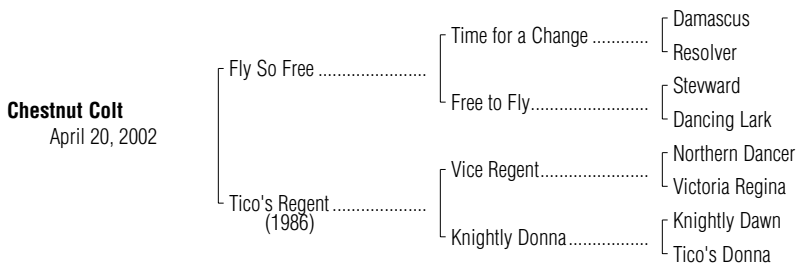 Damascus
Time for a Change ............
Resolver
Fly So Free .......................
Stevward
Free to Fly.........................
Dancing Lark
Chestnut Colt
April 20, 2002
Northern Dancer
Vice Regent.......................
Victoria Regina
Tico's Regent ....................
(1986)
Knightly Dawn
Knightly Donna.................
Tico's Donna